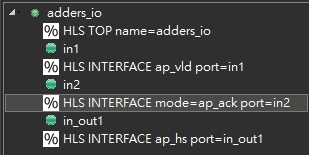 adders_io
% HLS TOP name=adders_io
in1
% HLS INTERFACE ap_vld port=in1
in2
% HLS INTERFACE mode=ap_ack port=in2
in_out1
% HLS INTERFACE ap_hs port=in_out1